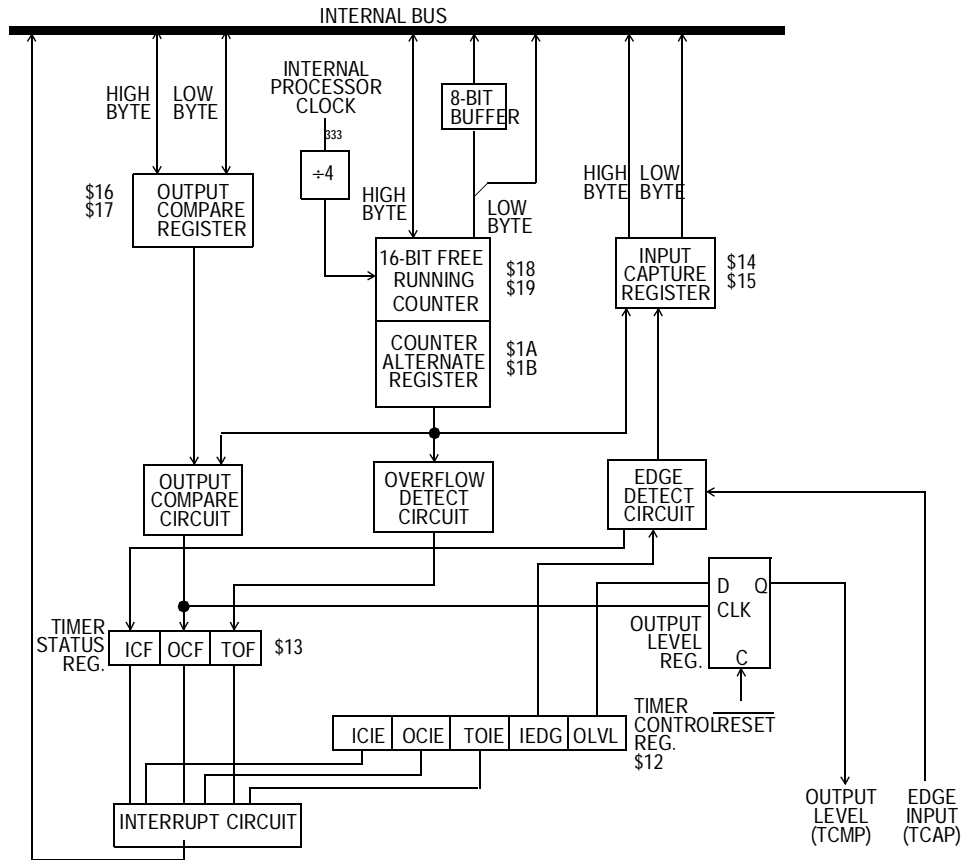 INTERNAL BUS
HIGH
BYTE
LOW
BYTE
INTERNAL
PROCESSOR
CLOCK
333
÷4
8-BIT
BUFFER
HIGH
BYTE
LOW
BYTE
HIGH
BYTE
LOW
BYTE
$16
$17
OUTPUT
COMPARE
REGISTER
16-BIT FREE
RUNNING
COUNTER
$18
$19
INPUT
CAPTURE
REGISTER
$14
$15
COUNTER
ALTERNATE
REGISTER
$1A
$1B
OUTPUT
COMPARE
CIRCUIT
OVERFLOW
DETECT
CIRCUIT
EDGE
DETECT
CIRCUIT
D Q
CLK
C
OUTPUT
LEVEL
REG.
TIMER
STATUS
REG.
ICF OCF TOF
$13
RESET
ICIE OCIE TOIE IEDG OLVL
TIMER
CONTROL
REG.
$12
INTERRUPT CIRCUIT
OUTPUT
LEVEL
(TCMP)
EDGE
INPUT
(TCAP)